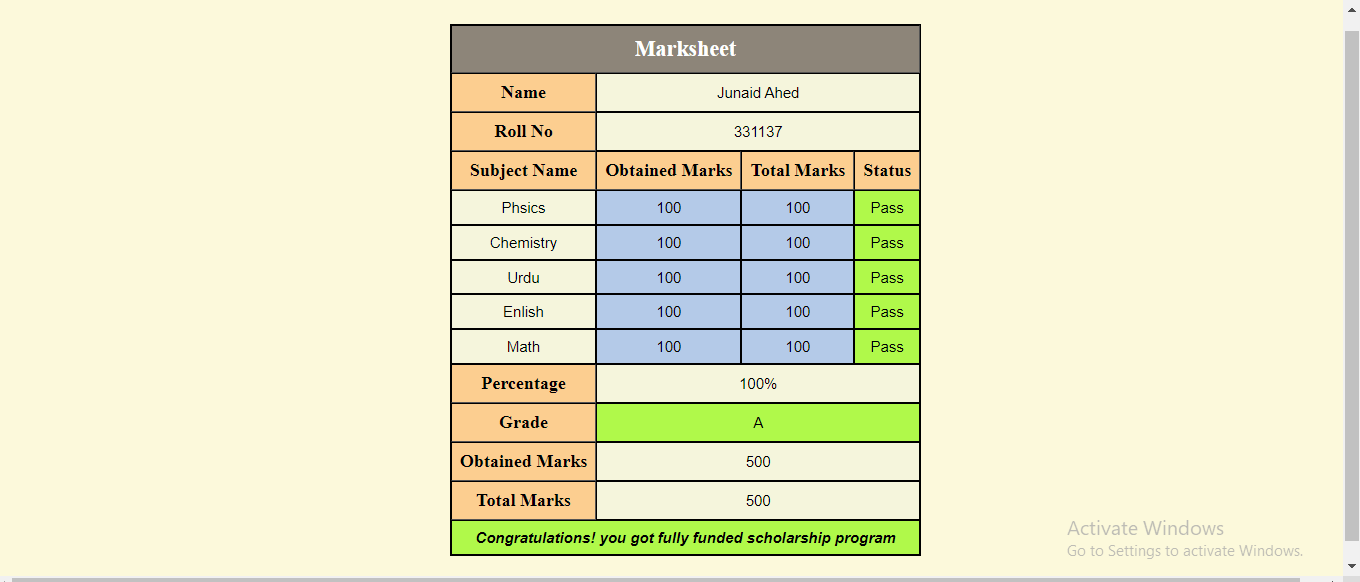 Marksheet
Name Junaid Ahed
Roll No 331137
Subject Name Obtained Marks Total Marks Status
Phsics 100 100 Pass
Chemistry 100 100 Pass
Urdu 100 100 Pass
Enlish 100 100 Pass
Math 100 100 Pass
Percentage 100%
Grade A
Obtained Marks 500
Total Marks 500
Congratulations! you got fully funded scholarship program
Activate Windows
Go to Settings to activate Windows.